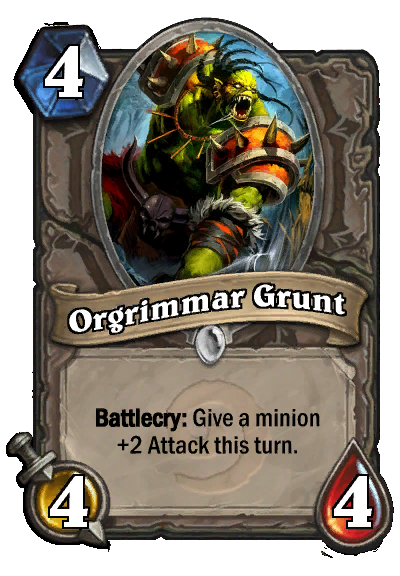 4
Orgrimmar Grunt
Battlecry: Give a minion
+2 Attack this turn.
4 4